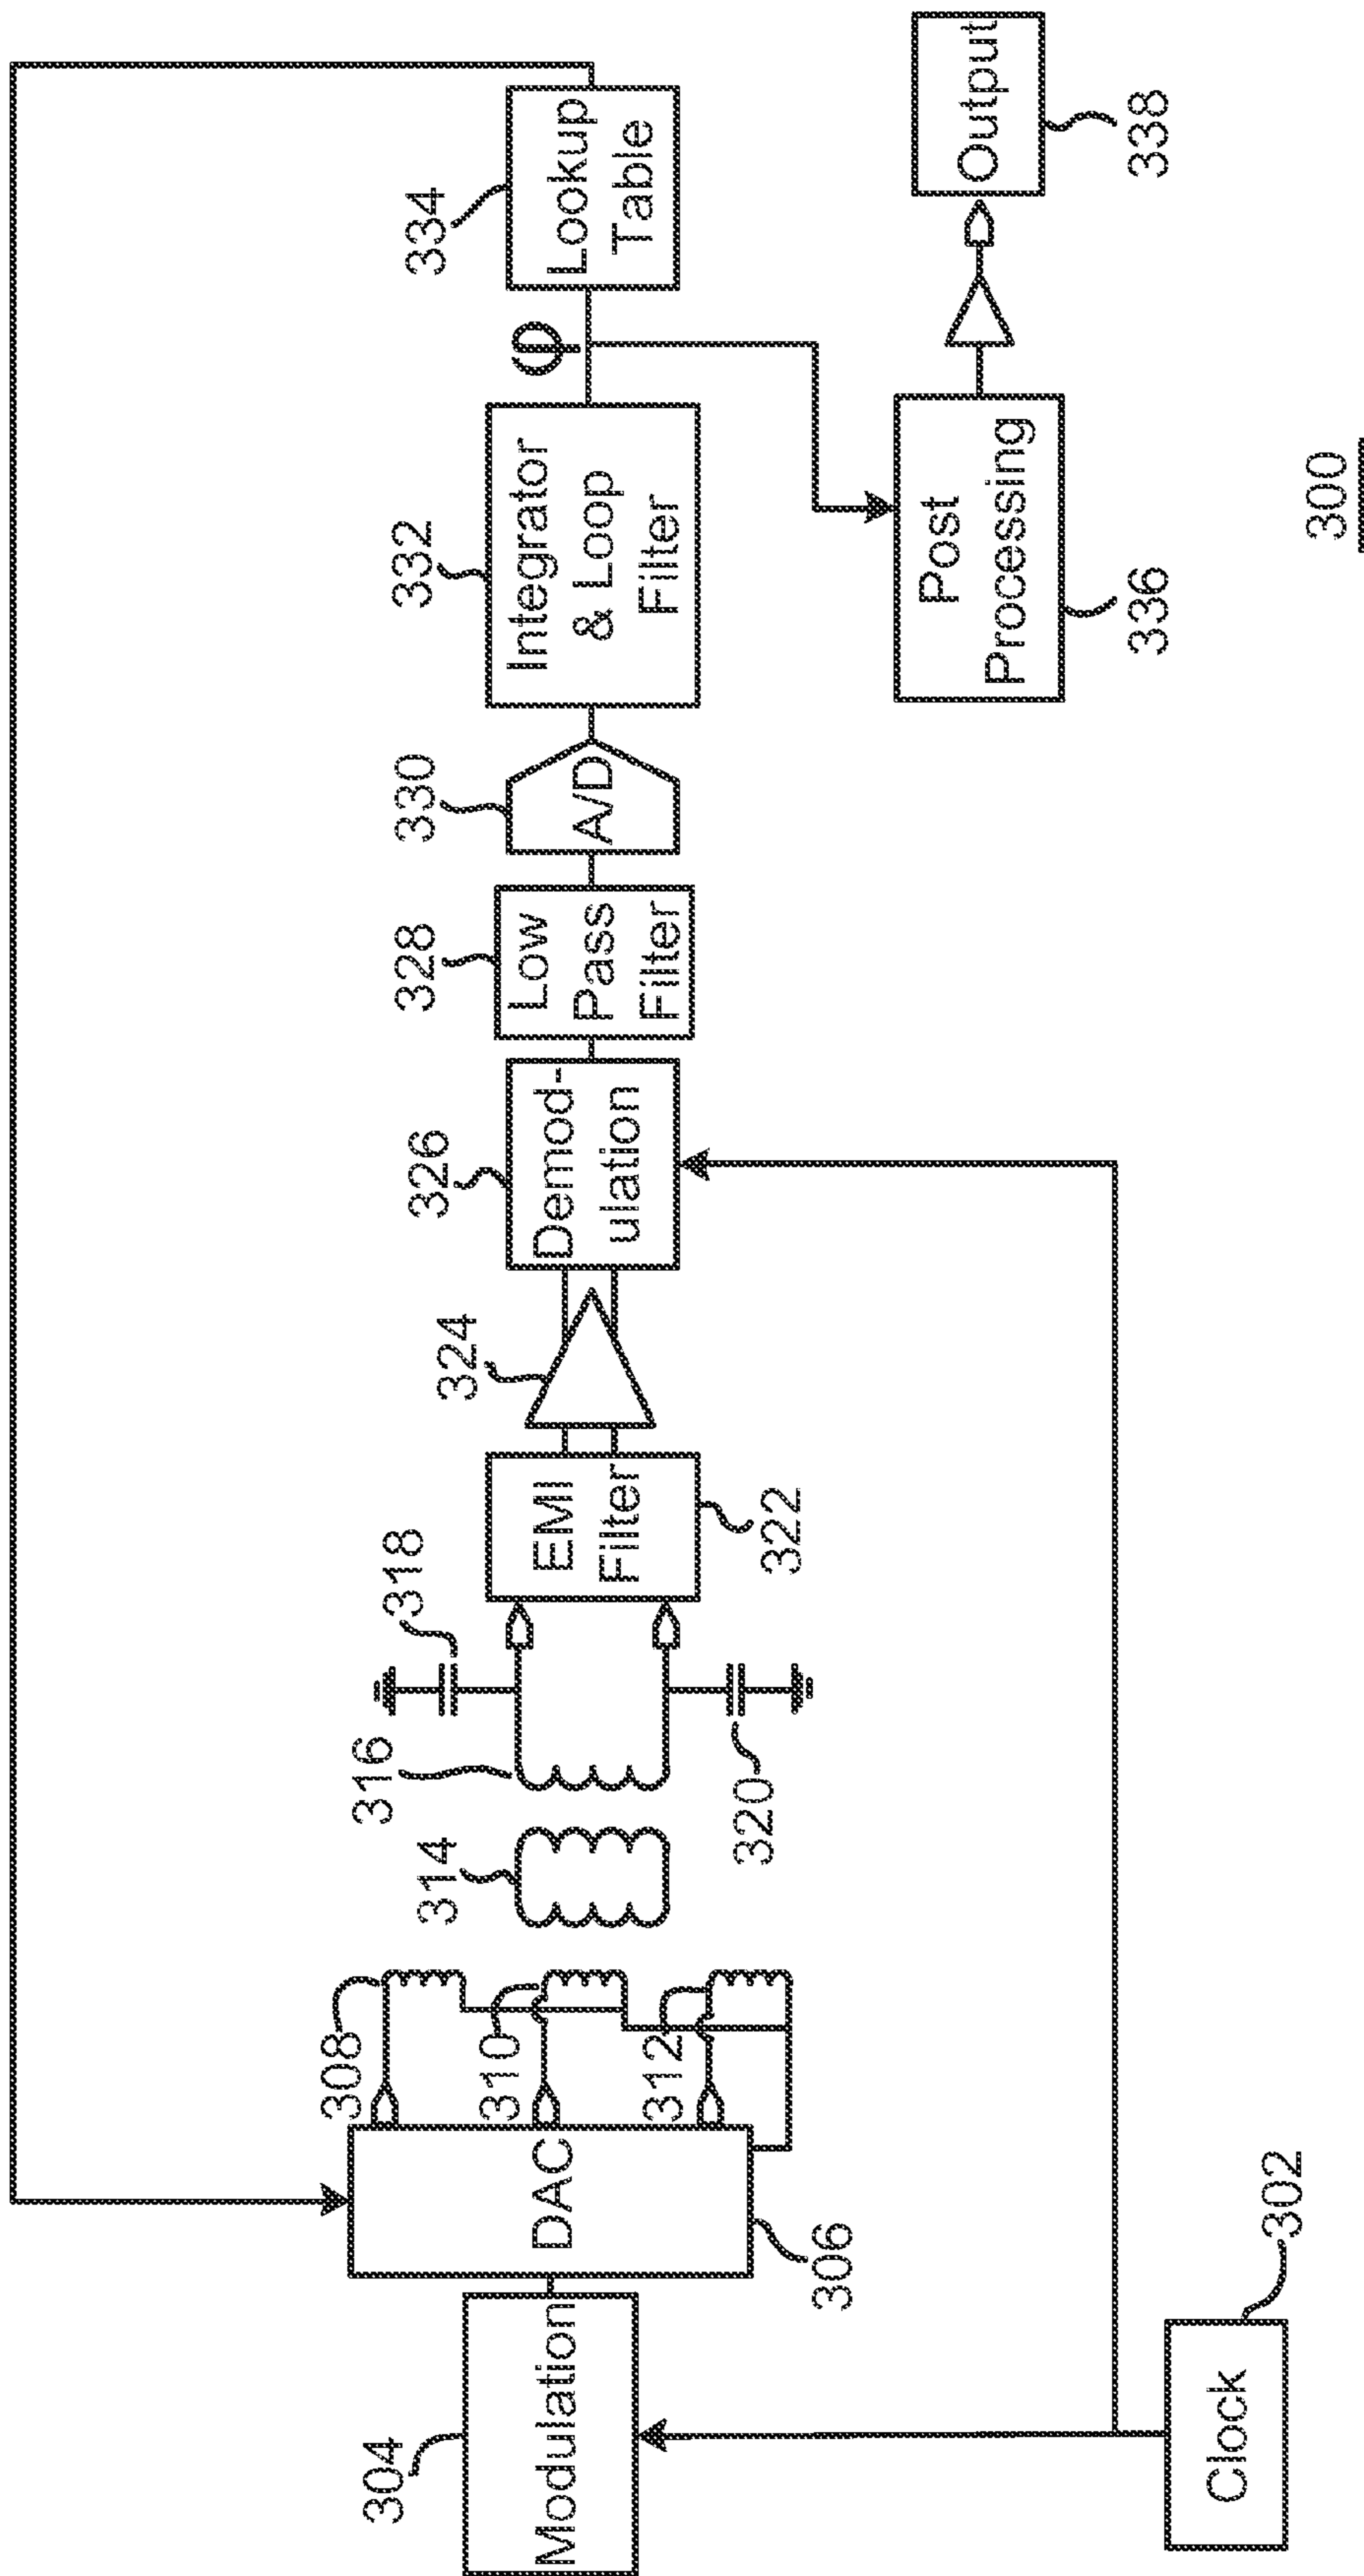 304
Modulation
Clock
302
DAC
306
308
310
312
314
316
318
320
EMI
Filter
322
324
326
Demod-
ulation
328
Low
Pass
Filter
330
A/D
332
Integrator
& Loop
Filter
φ
334
Lookup
Table
Post
Processing
336
Output
338
300